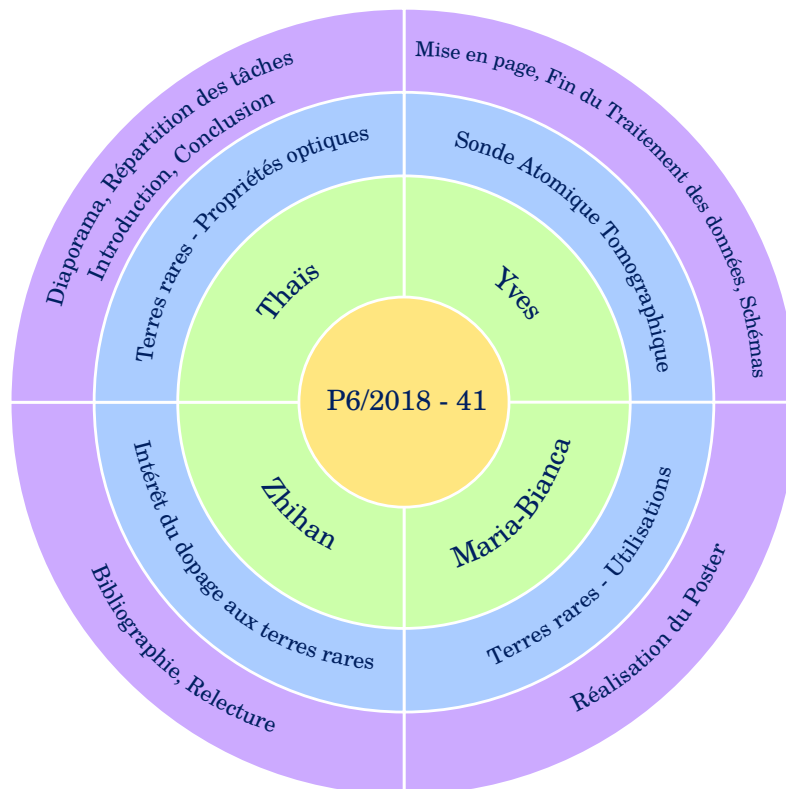 Diaporama, Répartition des tâches
Introduction, Conclusion
Terres rares - Propriétés optiques
Thaïs
Mise en page, Fin du Traitement des données, Schémas
Sonde Atomique Tomographique
Yves
P6/2018 - 41
Zhihan
Intérêt du dopage aux terres rares
Bibliographie, Relecture
Maria-Bianca
Terres rares - Utilisations
Réalisation du Poster